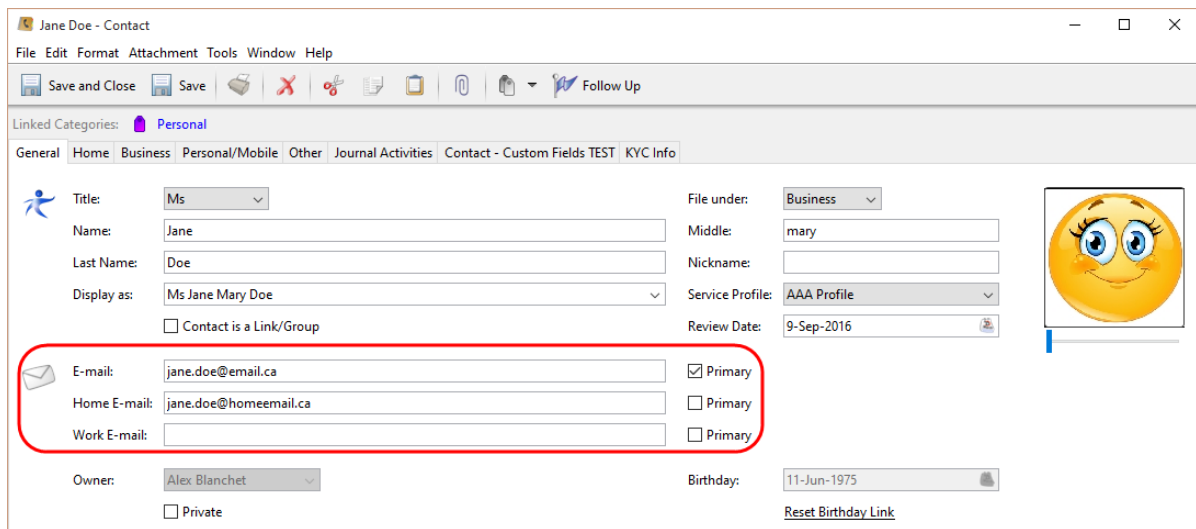 Jane Doe - Contact
File Edit Format Attachment Tools Window Help
Save and Close Save Follow Up
Linked Categories: Personal
General Home Business Personal/Mobile Other Journal Activities Contact - Custom Fields TEST KYC Info
Title: Ms File under: Business
Name: Jane Middle: mary
Last Name: Doe Nickname:
Display as: Ms Jane Mary Doe Service Profile: AAA Profile
Contact is a Link/Group Review Date: 9-Sep-2016
E-mail: jane.doe@email.ca Primary
Home E-mail: jane.doe@homeemail.ca Primary
Work E-mail: Primary
Owner: Alex Blanchet Birthday: 11-Jun-1975
Private Reset Birthday Link